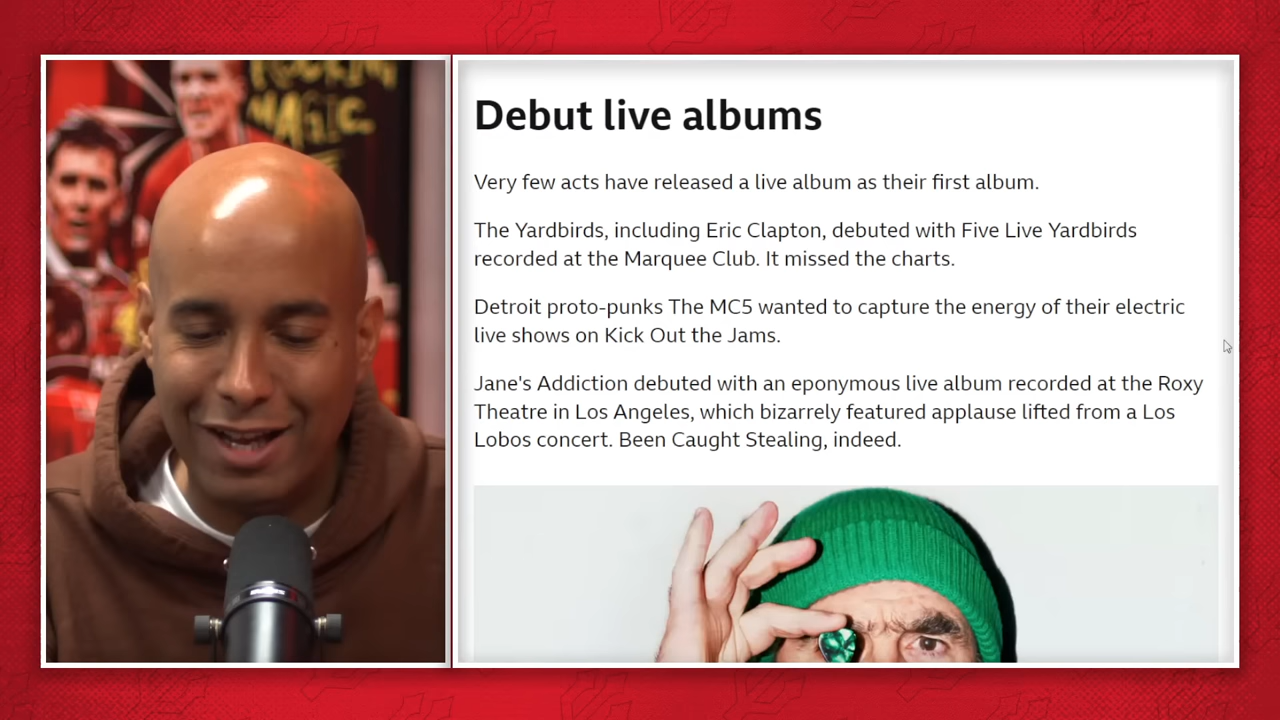 MAGIC.
Debut live albums
Very few acts have released a live album as their first album.
The Yardbirds, including Eric Clapton, debuted with Five Live Yardbirds
recorded at the Marquee Club. It missed the charts.
Detroit proto-punks The MC5 wanted to capture the energy of their electric
live shows on Kick Out the Jams.
Jane's Addiction debuted with an eponymous live album recorded at the Roxy
Theatre in Los Angeles, which bizarrely featured applause lifted from a Los
Lobos concert. Been Caught Stealing, indeed.